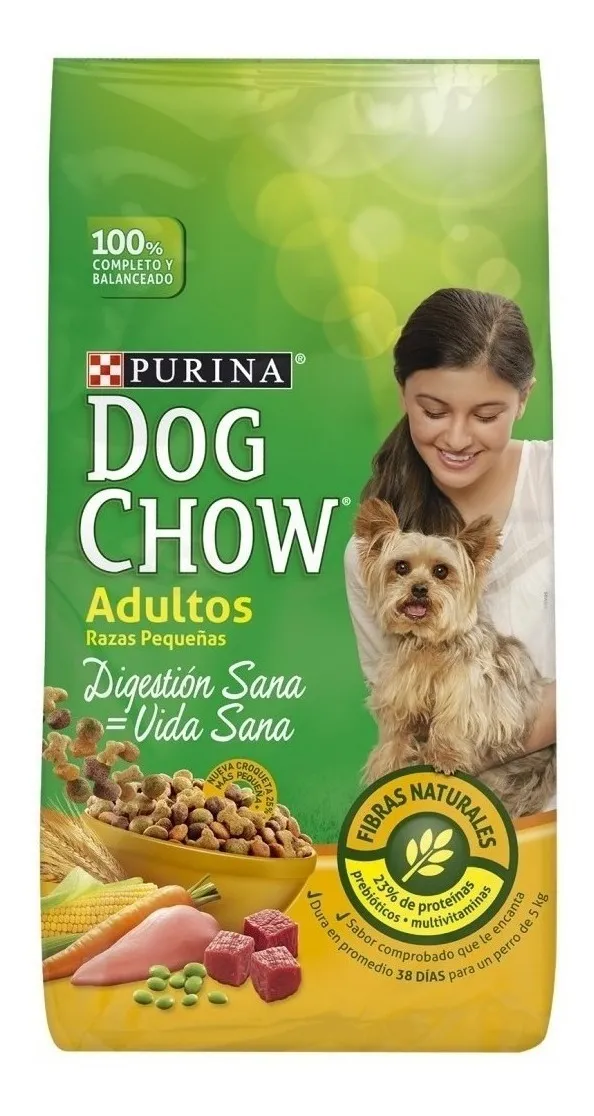 100%
COMPLETO Y
BALANCEADO
PURINA®
DOG
CHOW®
Adultos
Razas Pequeñas
Digestión Sana
= Vida Sana
NUEVA CROQUETA 25%
MÁS PEQUEÑA*
FIBRAS NATURALES
23% de proteínas
prebióticos • multivitaminas
✓ Sabor comprobado que le encanta
✓ Dura en promedio 38 DÍAS para un perro de 5 kg